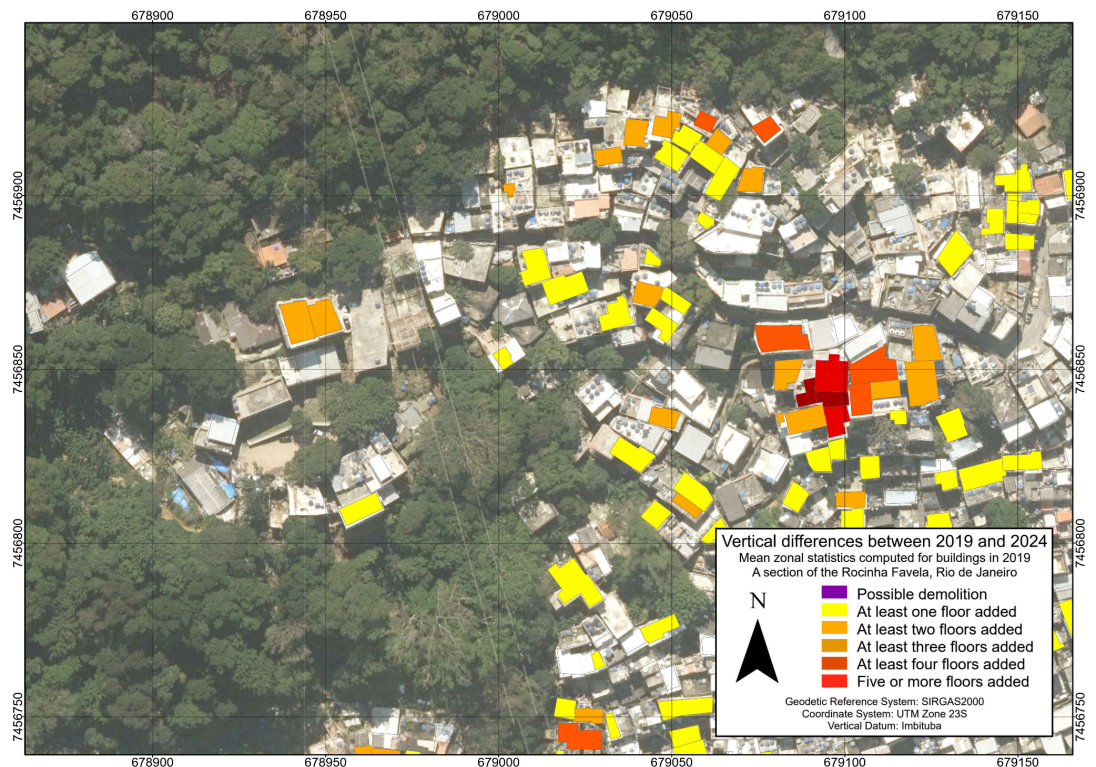 678900 678950 679000 679050 679100 679150
7456900 7456900
7456850 7456850
7456800 7456800
7456750 7456750
Vertical differences between 2019 and 2024
Mean zonal statistics computed for buildings in 2019
A section of the Rocinha Favela, Rio de Janeiro
N
Possible demolition
At least one floor added
At least two floors added
At least three floors added
At least four floors added
Five or more floors added
Geodetic Reference System: SIRGAS2000
Coordinate System: UTM Zone 23S
Vertical Datum: Imbituba
678900 678950 679000 679050 679100 679150